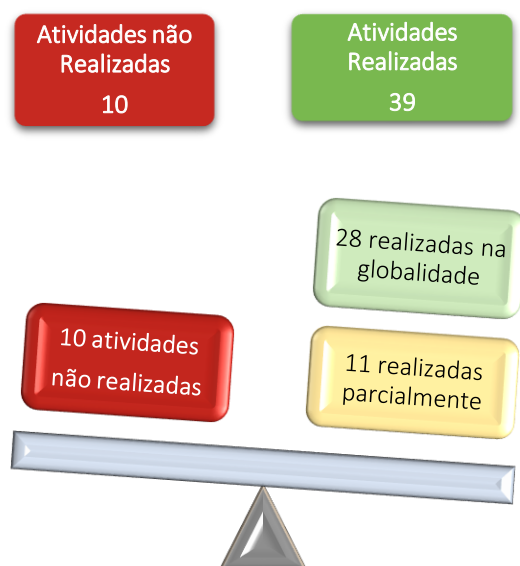 Atividades não
Realizadas
10
Atividades
Realizadas
39
28 realizadas na
globalidade
10 atividades
não realizadas
11 realizadas
parcialmente